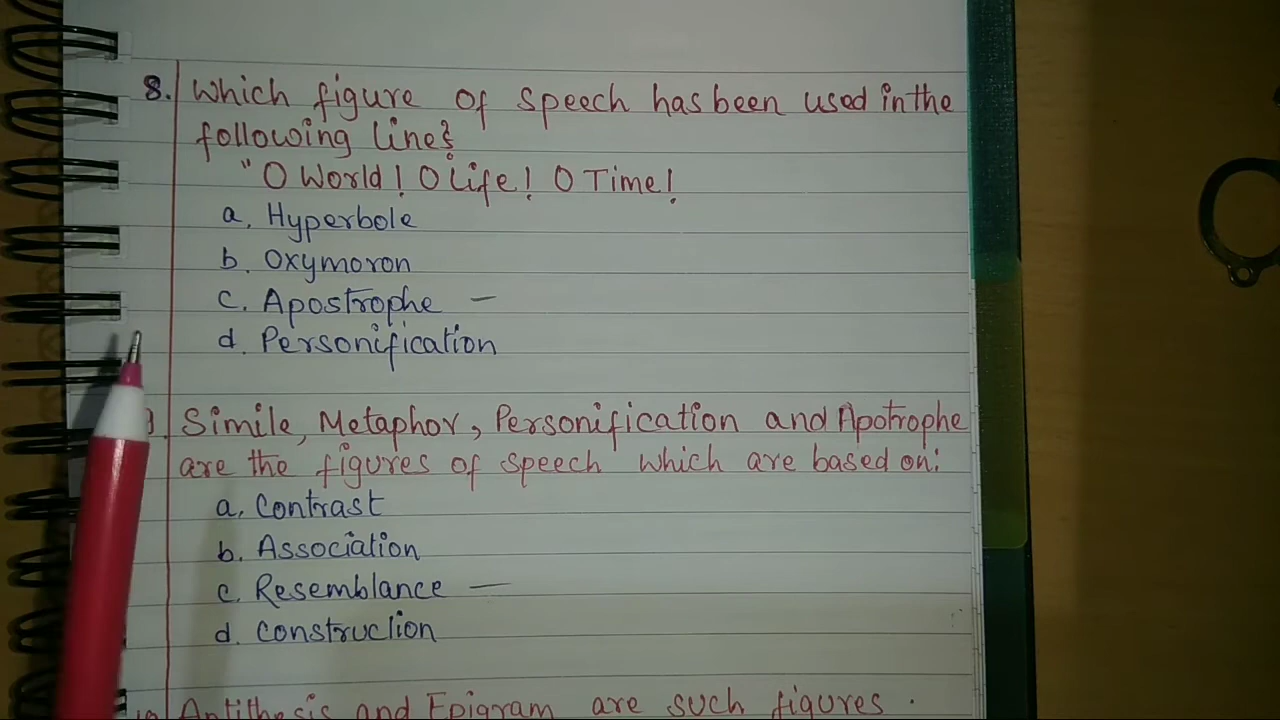 8. Which figure of speech has been used in the
following line?
"O World! O Life! O Time!
a. Hyperbole
b. Oxymoron
c. Apostrophe —
d. Personification
Simile, Metaphor, Personification and Apotrophe
are the figures of speech which are based on:
a. Contrast
b. Association
c. Resemblance —
d. Construction
Antithesis and Epigram are such figures